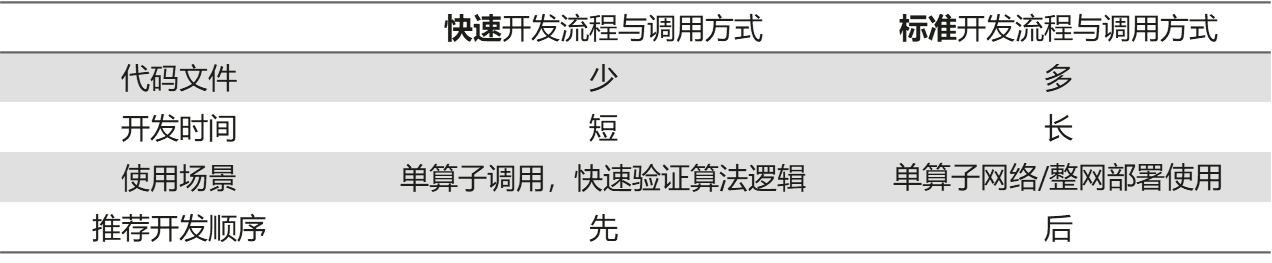 快速开发流程与调用方式 标准开发流程与调用方式
代码文件 少 多
开发时间 短 长
使用场景 单算子调用，快速验证算法逻辑 单算子网络/整网部署使用
推荐开发顺序 先 后